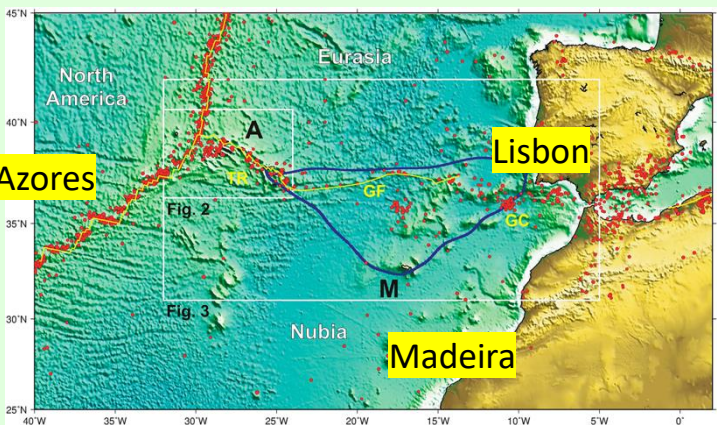 45°N
Eurasia
North
America
40°N
A
Lisbon
Azores
TR
GF
35°N
Fig. 2
GC
M
Fig. 3
30°N
Nubia
Madeira
25°N
40°W 35°W 30°W 25°W 20°W 15°W 10°W 5°W 0°